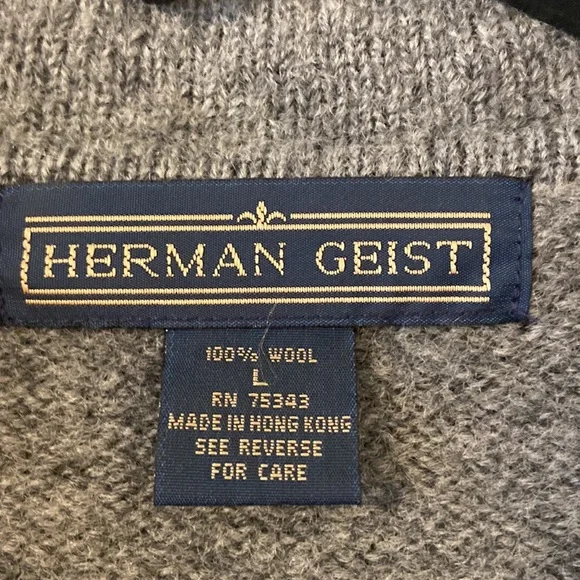 HERMAN GEIST
100% WOOL
L
RN 75343
MADE IN HONG KONG
SEE REVERSE
FOR CARE